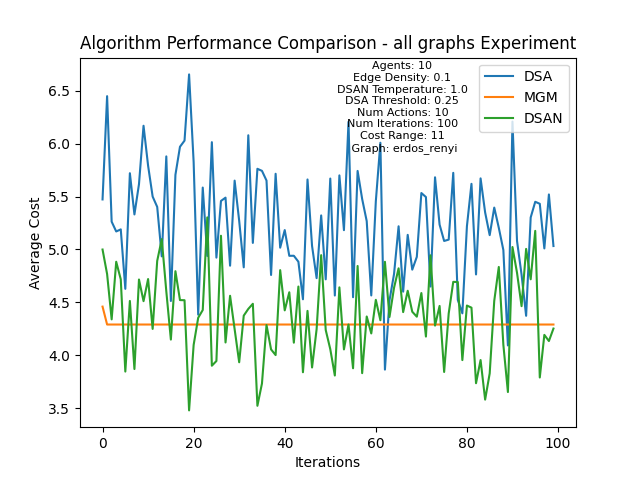 Algorithm Performance Comparison - all graphs Experiment
Agents: 10
Edge Density: 0.1
DSAN Temperature: 1.0
DSA Threshold: 0.25
Num Actions: 10
Num Iterations: 100
Cost Range: 11
Graph: erdos_renyi
DSA
MGM
DSAN
Average Cost
6.5
6.0
5.5
5.0
4.5
4.0
3.5
0 20 40 60 80 100
Iterations